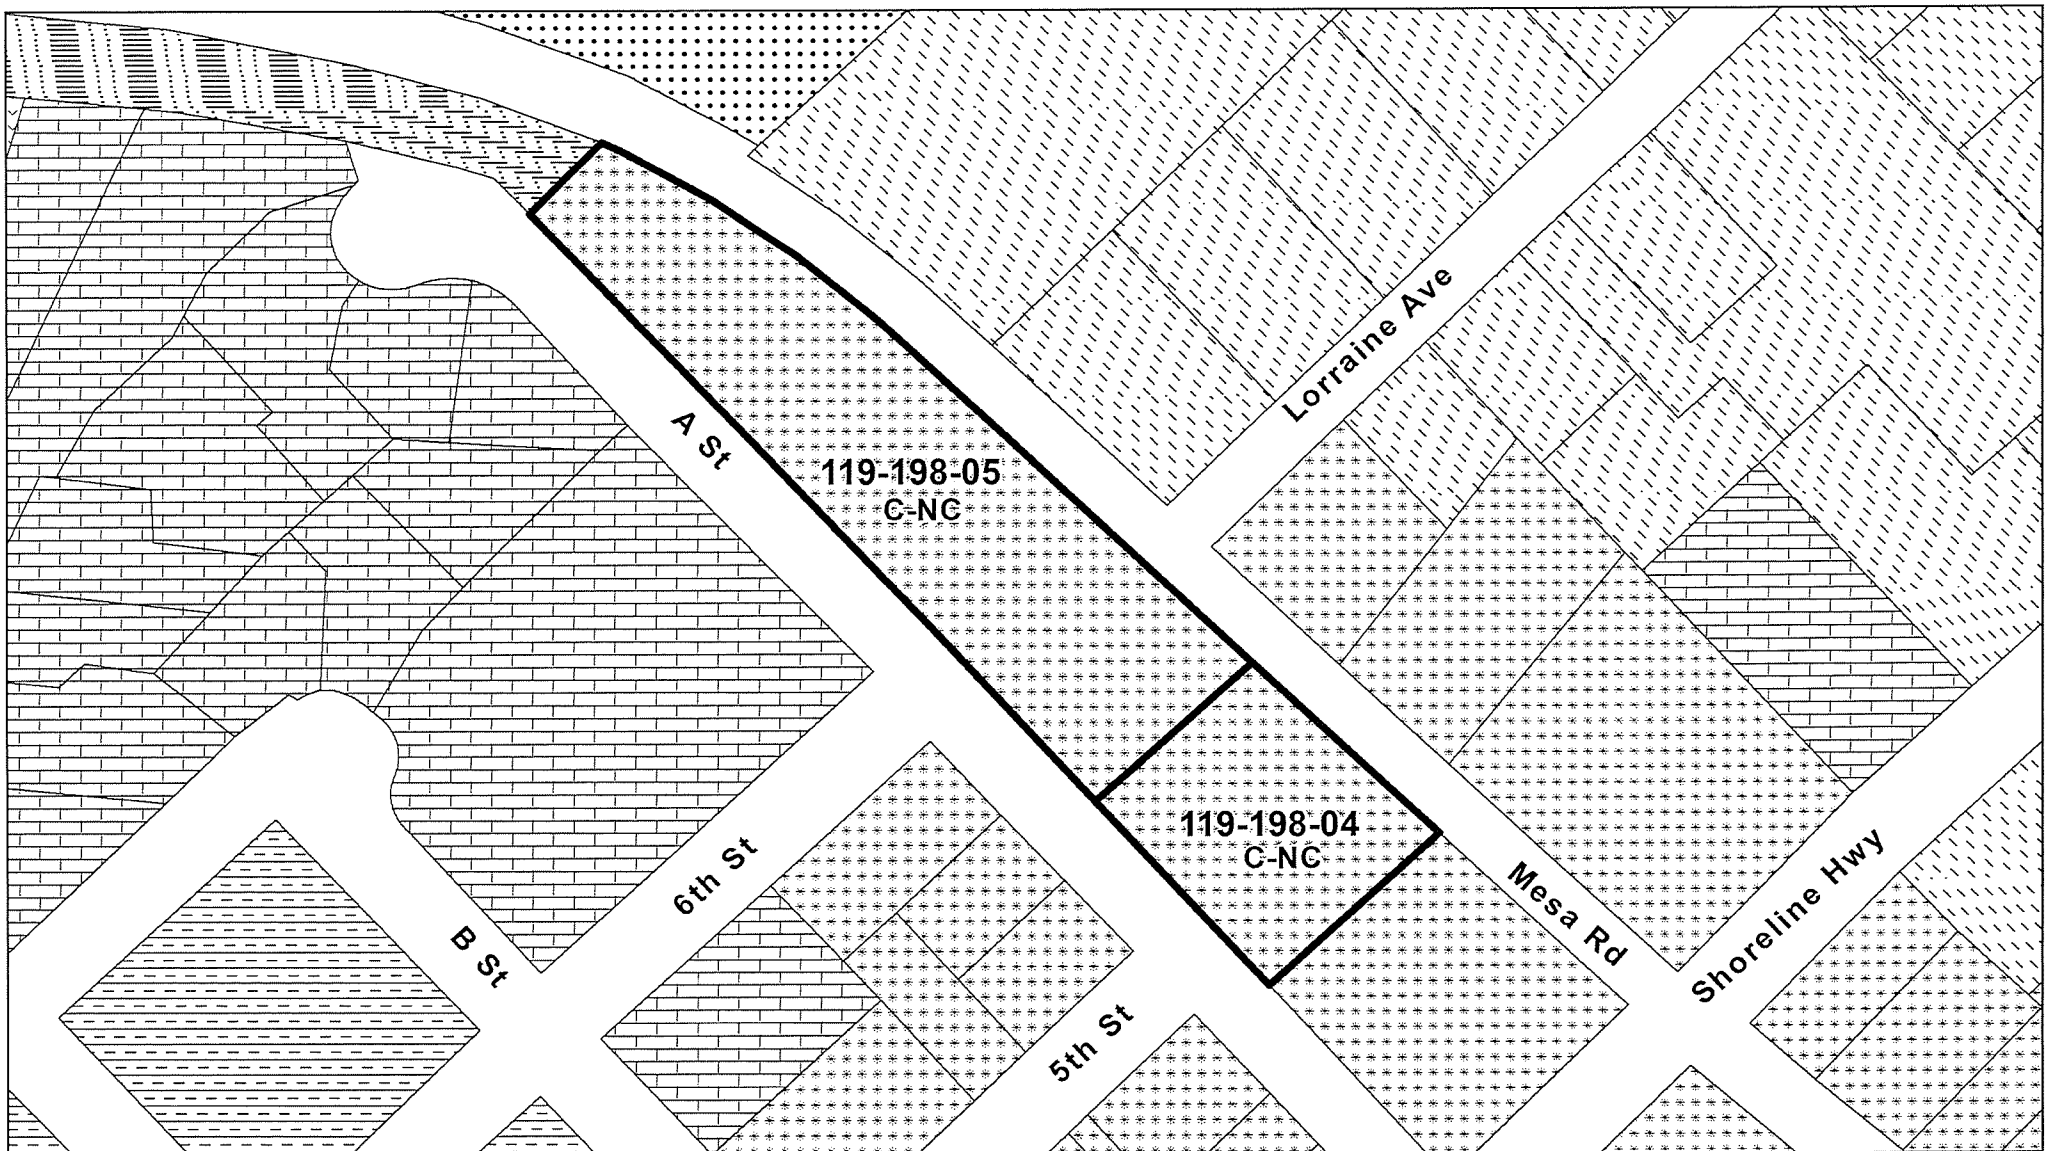 Lorraine Ave
A St
119-198-05
C-NC
119-198-04
C-NC
6th St
Mesa Rd
Shoreline Hwy
B St
5th St